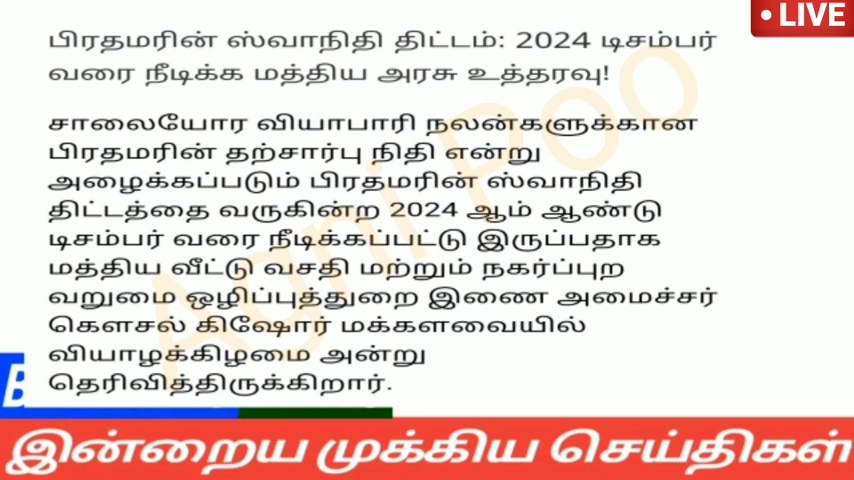 LIVE
பிரதமரின் ஸ்வாநிதி திட்டம்: 2024 டிசம்பர்
வரை நீடிக்க மத்திய அரசு உத்தரவு!
சாலையோர வியாபாரி நலன்களுக்கான
பிரதமரின் தற்சார்பு நிதி என்று
அழைக்கப்படும் பிரதமரின் ஸ்வாநிதி
திட்டத்தை வருகின்ற 2024 ஆம் ஆண்டு
டிசம்பர் வரை நீடிக்கப்பட்டு இருப்பதாக
மத்திய வீட்டு வசதி மற்றும் நகர்ப்புற
வறுமை ஒழிப்புத்துறை இணை அமைச்சர்
கௌசல் கிஷோர் மக்களவையில்
வியாழக்கிழமை அன்று
தெரிவித்திருக்கிறார்.
Agni Poo
இன்றைய முக்கிய செய்திகள்